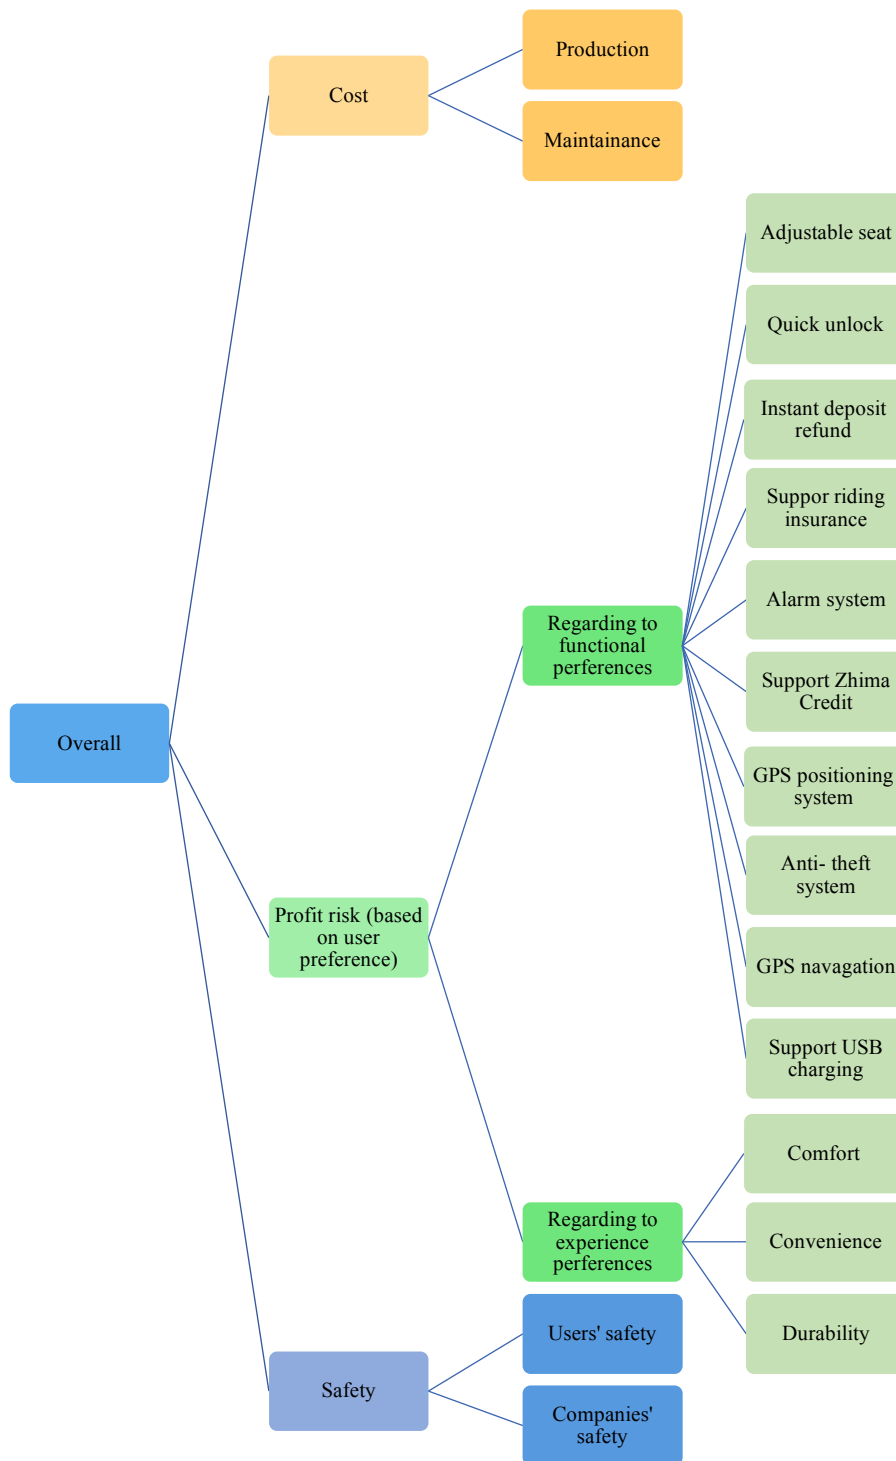 Production
Cost
Maintainance
Adjustable seat
Quick unlock
Instant deposit
refund
Suppor riding
insurance
Alarm system
Regarding to
functional
perferences
Support Zhima
Credit
Overall
GPS positioning
system
Anti- theft
system
Profit risk (based
on user
preference)
GPS navagation
Support USB
charging
Comfort
Regarding to
experience
perferences
Convenience
Users' safety
Durability
Safety
Companies'
safety